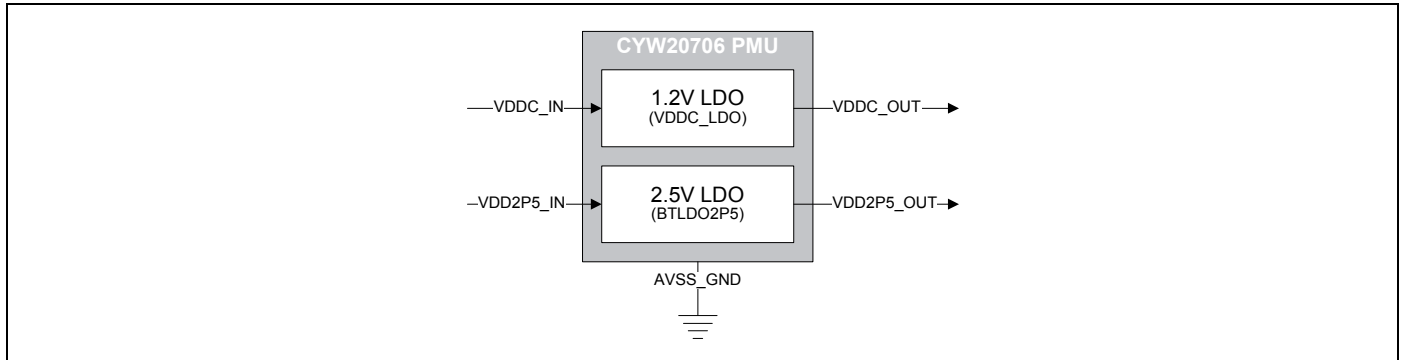 CYW20706 PMU
VDDC_IN
1.2V LDO
(VDDC_LDO)
VDDC_OUT
VDD2P5_IN
2.5V LDO
(BTLDO2P5)
VDD2P5_OUT
AVSS_GND